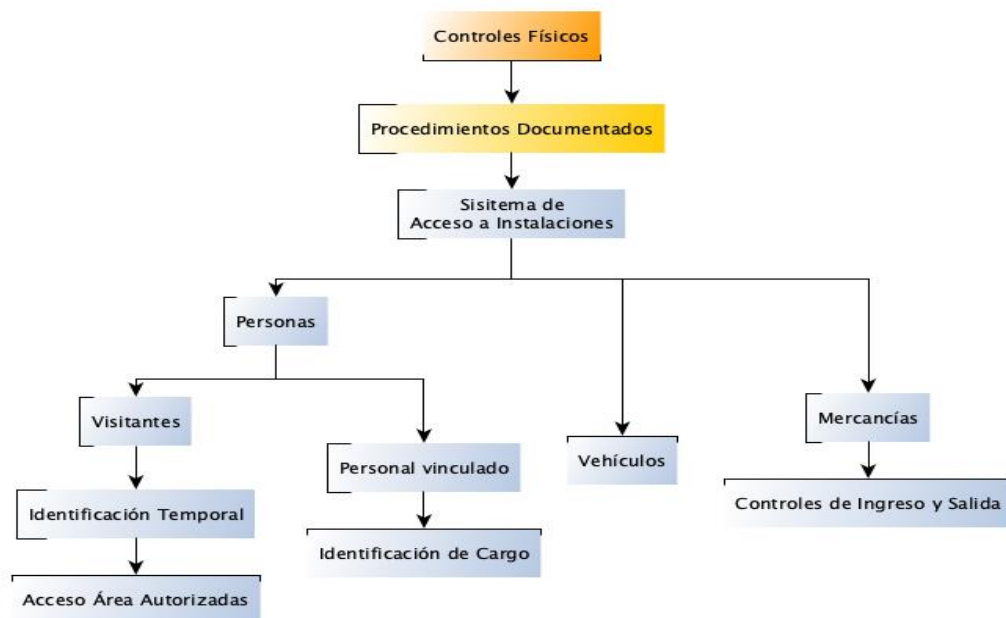 Controles Físicos
Procedimientos Documentados
Sisitema de
Acceso a Instalaciones
Personas
Visitantes
Mercancías
Personal vinculado
Vehículos
Identificación Temporal
Controles de Ingreso y Salida
Identificación de Cargo
Acceso Área Autorizadas